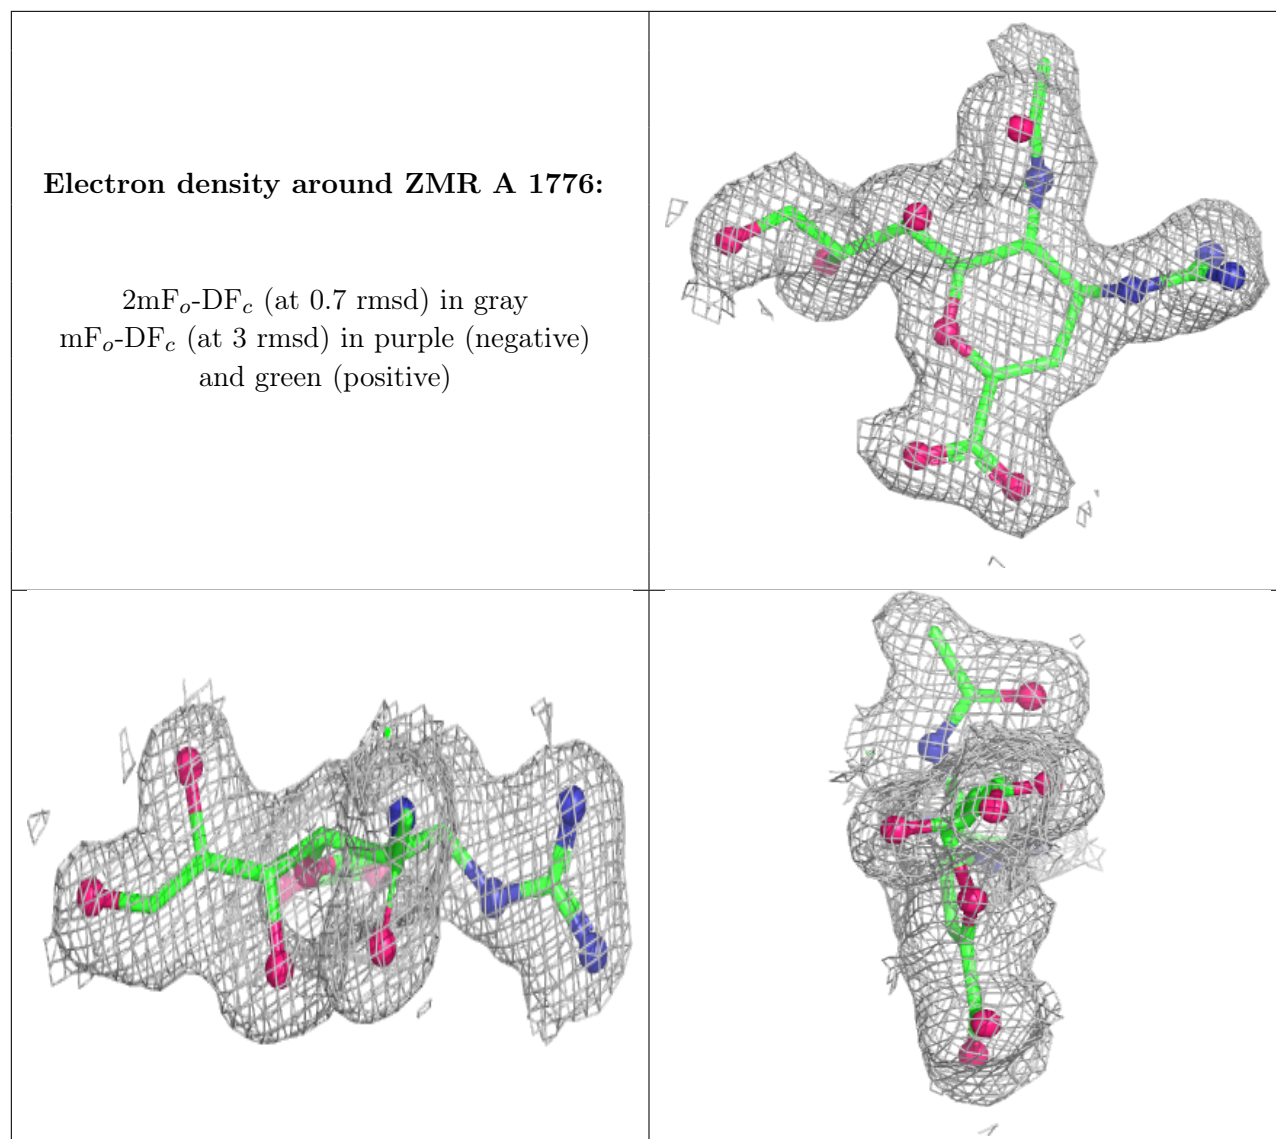 Electron density around ZMR A 1776:
2mFo-DFc (at 0.7 rmsd) in gray
mFo-DFc (at 3 rmsd) in purple (negative)
and green (positive)